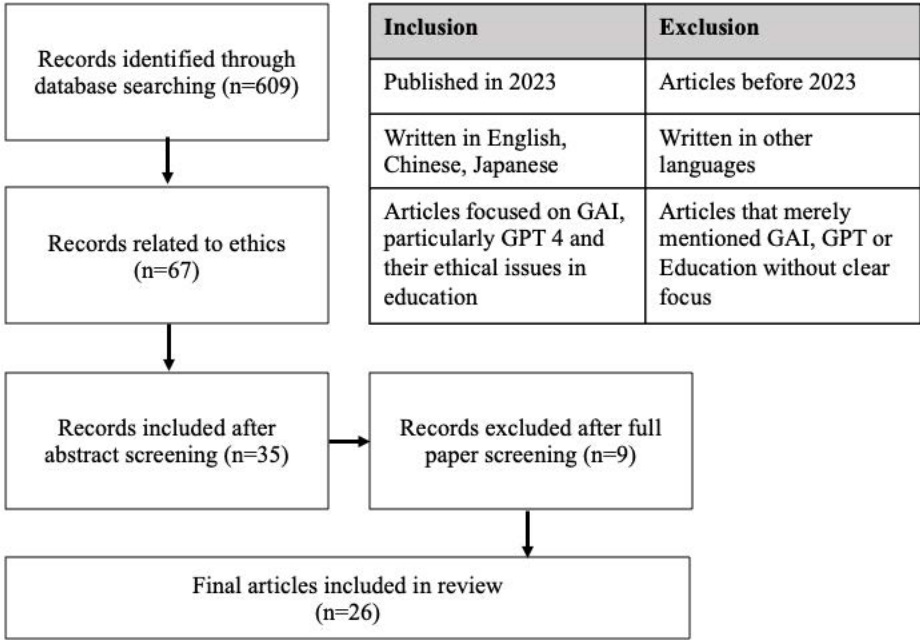 Records identified through
database searching (n=609)
Records related to ethics
(n=67)
Records included after
abstract screening (n=35)
Records excluded after full
paper screening (n=9)
Final articles included in review
(n=26)
Inclusion
Exclusion
Published in 2023
Articles before 2023
Written in English,
Chinese, Japanese
Written in other
languages
Articles focused on GAI,
particularly GPT 4 and
their ethical issues in
education
Articles that merely
mentioned GAI, GPT or
Education without clear
focus